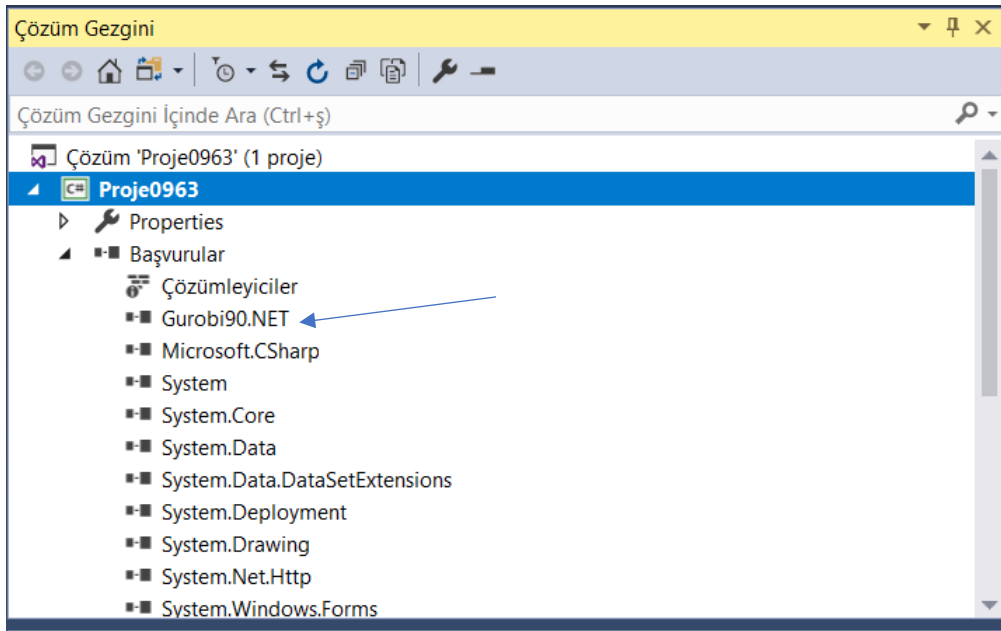 Çözüm Gezgini
Çözüm Gezgini İçinde Ara (Ctrl+ş)
Çözüm 'Proje0963' (1 proje)
C# Proje0963
Properties
Başvurular
Çözümleyiciler
Gurobi90.NET
Microsoft.CSharp
System
System.Core
System.Data
System.Data.DataSetExtensions
System.Deployment
System.Drawing
System.Net.Http
System.Windows.Forms